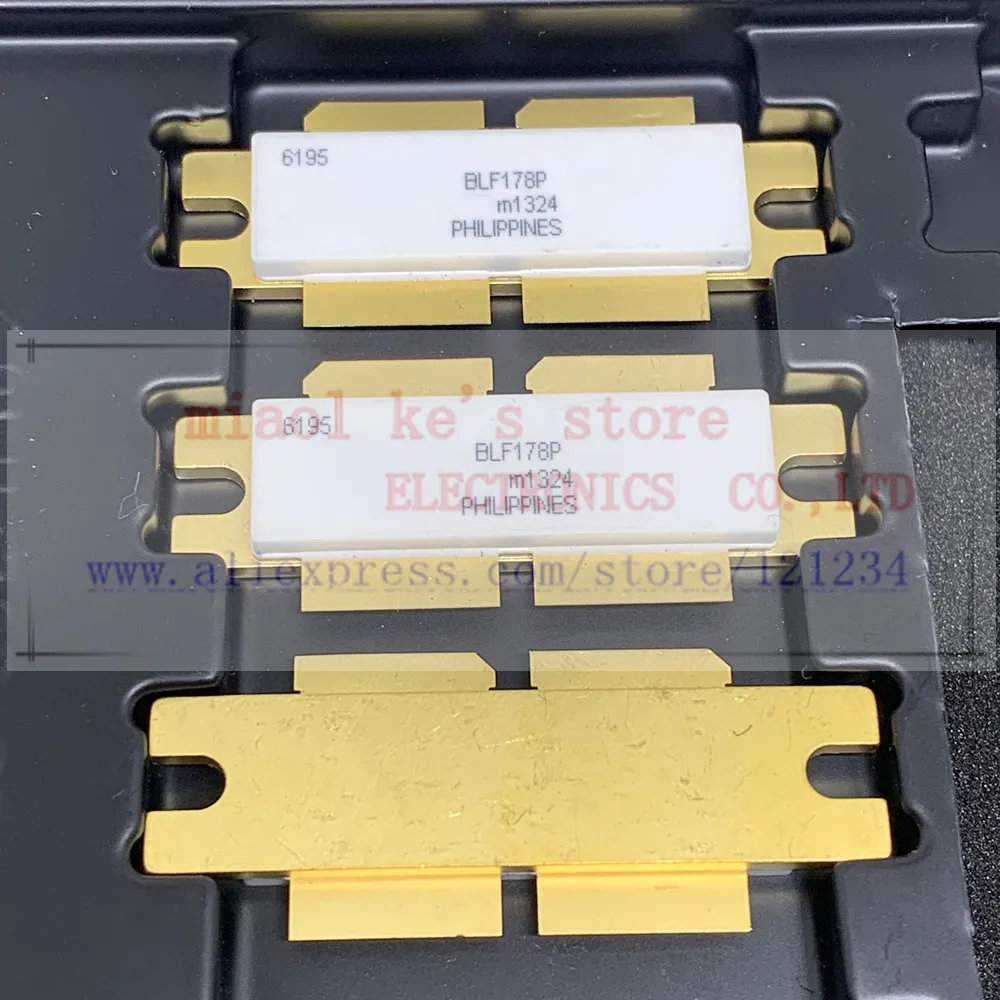 6195
BLF178P
m1324
PHILIPPINES
miaol ke's store
6195
BLF178P
m1324
ELECTRONICS CO.,LTD
PHILIPPINES
www.aliexpress.com/store/121234